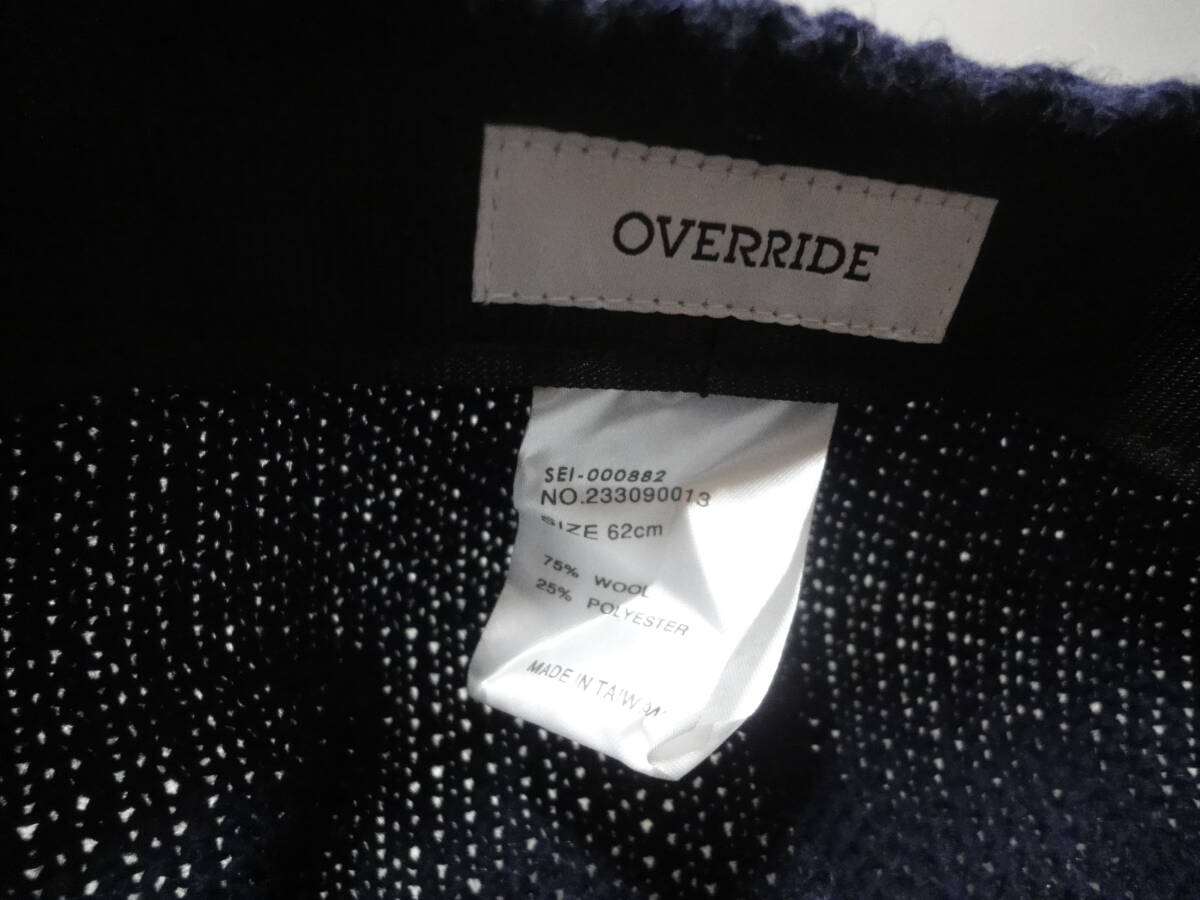 OVERRIDE
SEI-000882
NO.233090013
SIZE 62cm
75% WOOL
25% POLYESTER
MADE IN TAIWAN